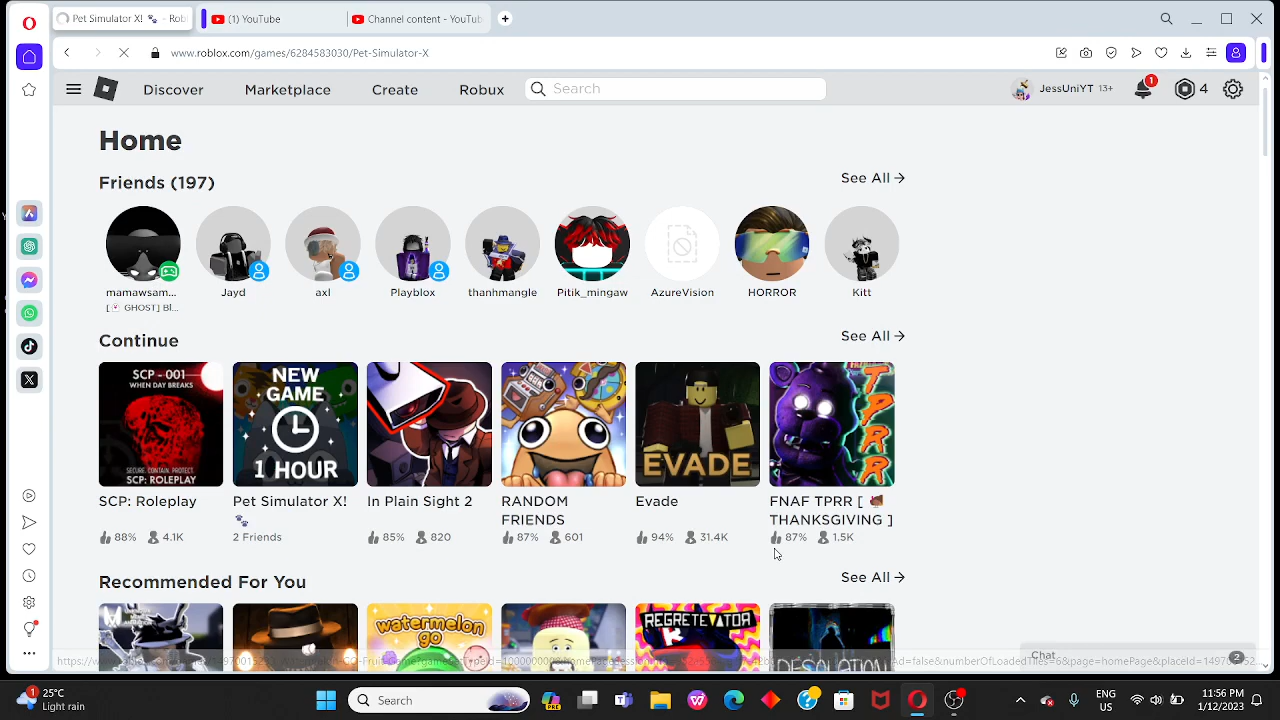 Pet Simulator X! 🐾 - Rob
(1) YouTube
Channel content - YouTub
www.roblox.com/games/6284583030/Pet-Simulator-X
Discover
Marketplace
Create
Robux
Search
JessUniYT 13+
1
4
Home
Friends (197)
See All →
mamawsam...
Jayd
axl
Playblox
thanhmangle
Pitik_mingaw
AzureVision
HORROR
Kitt
[ GHOST] Bl...
Continue
See All →
SCP - 001
WHEN DAY BREAKS
SECURE. CONTAIN. PROTECT.
SCP: ROLEPLAY
NEW
GAME
1 HOUR
EVADE
TPRR
SCP: Roleplay
Pet Simulator X!
🐾
In Plain Sight 2
RANDOM
FRIENDS
Evade
FNAF TPRR [ 🦃
THANKSGIVING ]
88% 4.1K
2 Friends
85% 820
87% 601
94% 31.4K
87% 1.5K
Recommended For You
See All →
watermelon
go
REGRETEVATOR
Chat
2
1
25°C
Light rain
Search
ENG
US
11:56 PM
1/12/2023